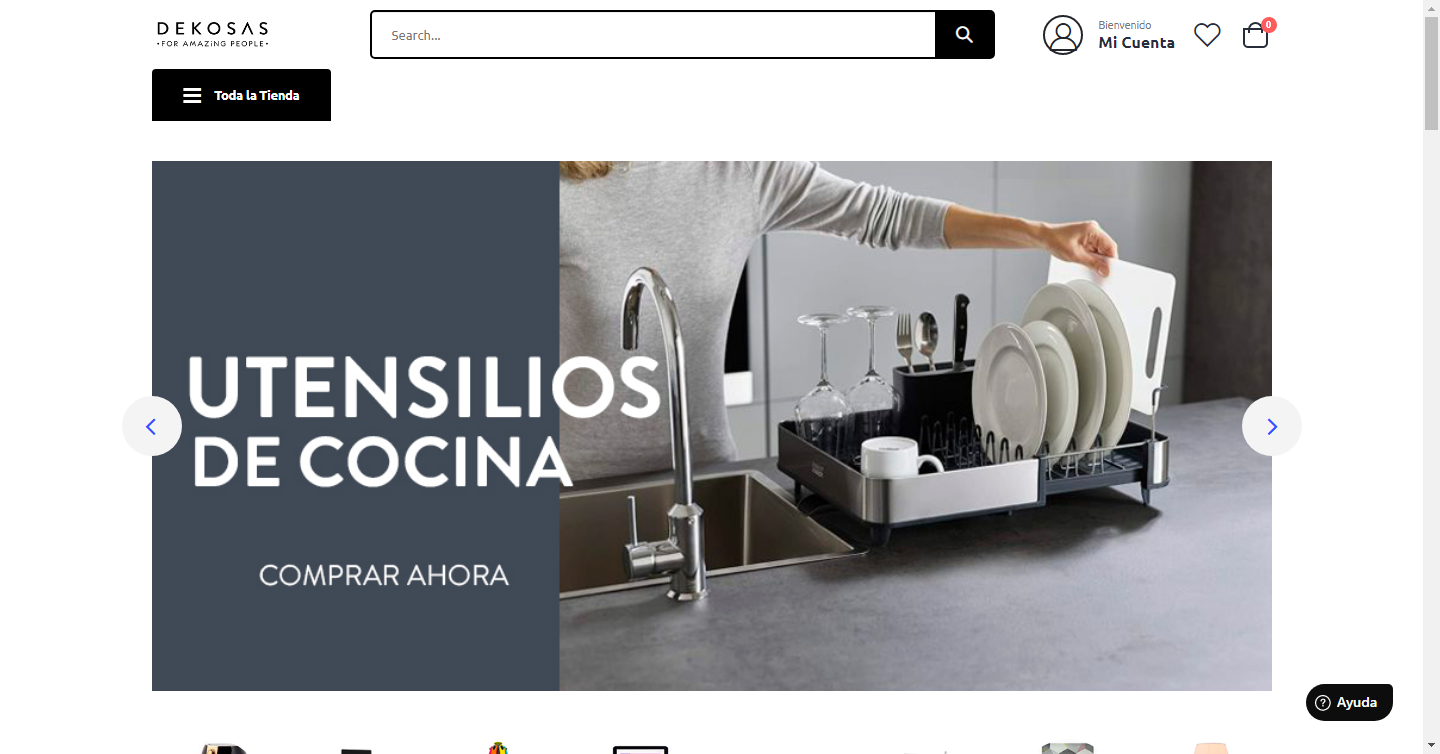 DEKOSAS
•FOR AMAZiNG PEOPLE•
Search...
Bienvenido
Mi Cuenta
0
Toda la Tienda
UTENSILIOS
DE COCINA
COMPRAR AHORA
Ayuda